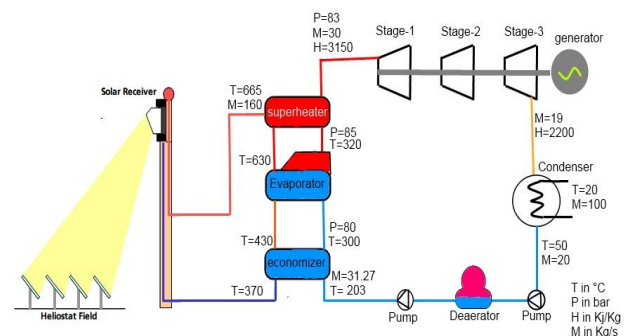 P=83
M=30
H=3150
Stage-1
Stage-2
Stage-3
generator
Solar Receiver
T=665
M=160
superheater
P=85
T=320
T=630
Evaporator
M=19
H=2200
Condenser
T=20
M=100
T=430
P=80
T=300
economizer
T=50
M=20
M=31.27
T= 203
T=370
Heliostat Field
Pump
Deaerator
Pump
T in °C
P in bar
H in Kj/Kg
M in Kg/s